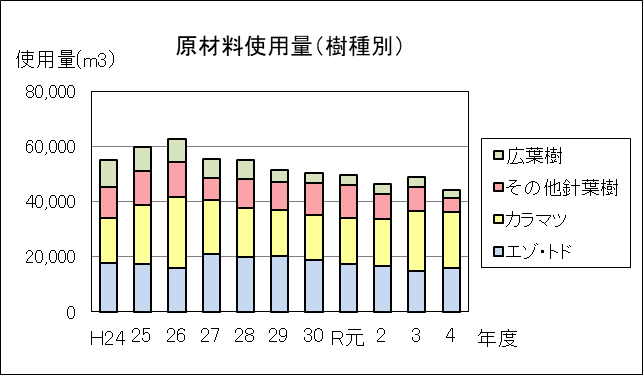 原材料使用量（樹種別）
使用量(m3)
80,000
60,000
40,000
20,000
0
H24 25 26 27 28 29 30 R元 2 3 4 年度
広葉樹
その他針葉樹
カラマツ
エゾ・トド